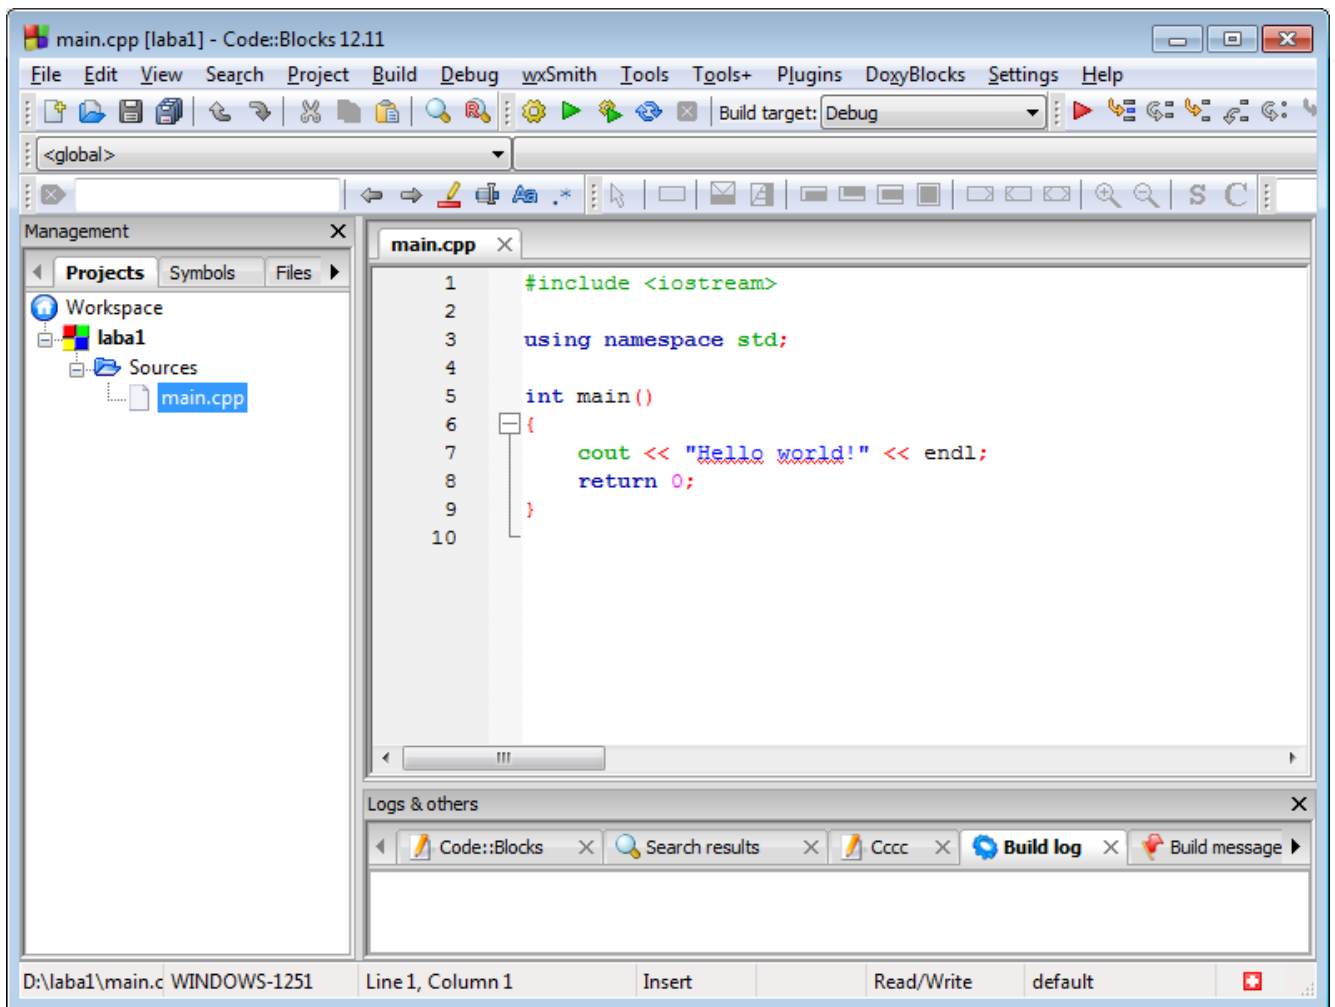 main.cpp [laba1] - Code::Blocks 12.11
File Edit View Search Project Build Debug wxSmith Tools Tools+ Plugins DoxyBlocks Settings Help
Build target: Debug
<global>
Aa .*
S C
Management
Projects Symbols Files
Workspace
laba1
Sources
main.cpp
main.cpp
1 #include <iostream>
2
3 using namespace std;
4
5 int main()
6 {
7 cout << "Hello world!" << endl;
8 return 0;
9 }
10
Logs & others
Code::Blocks Search results Cccc Build log Build message
D:\laba1\main.c WINDOWS-1251 Line 1, Column 1 Insert Read/Write default